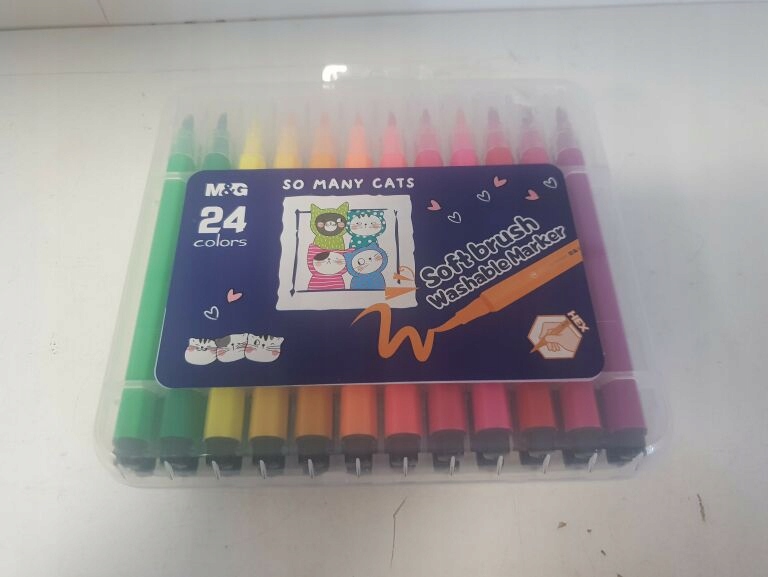 M&G
SO MANY CATS
24
colors
Soft brush
Washable Marker
HEX